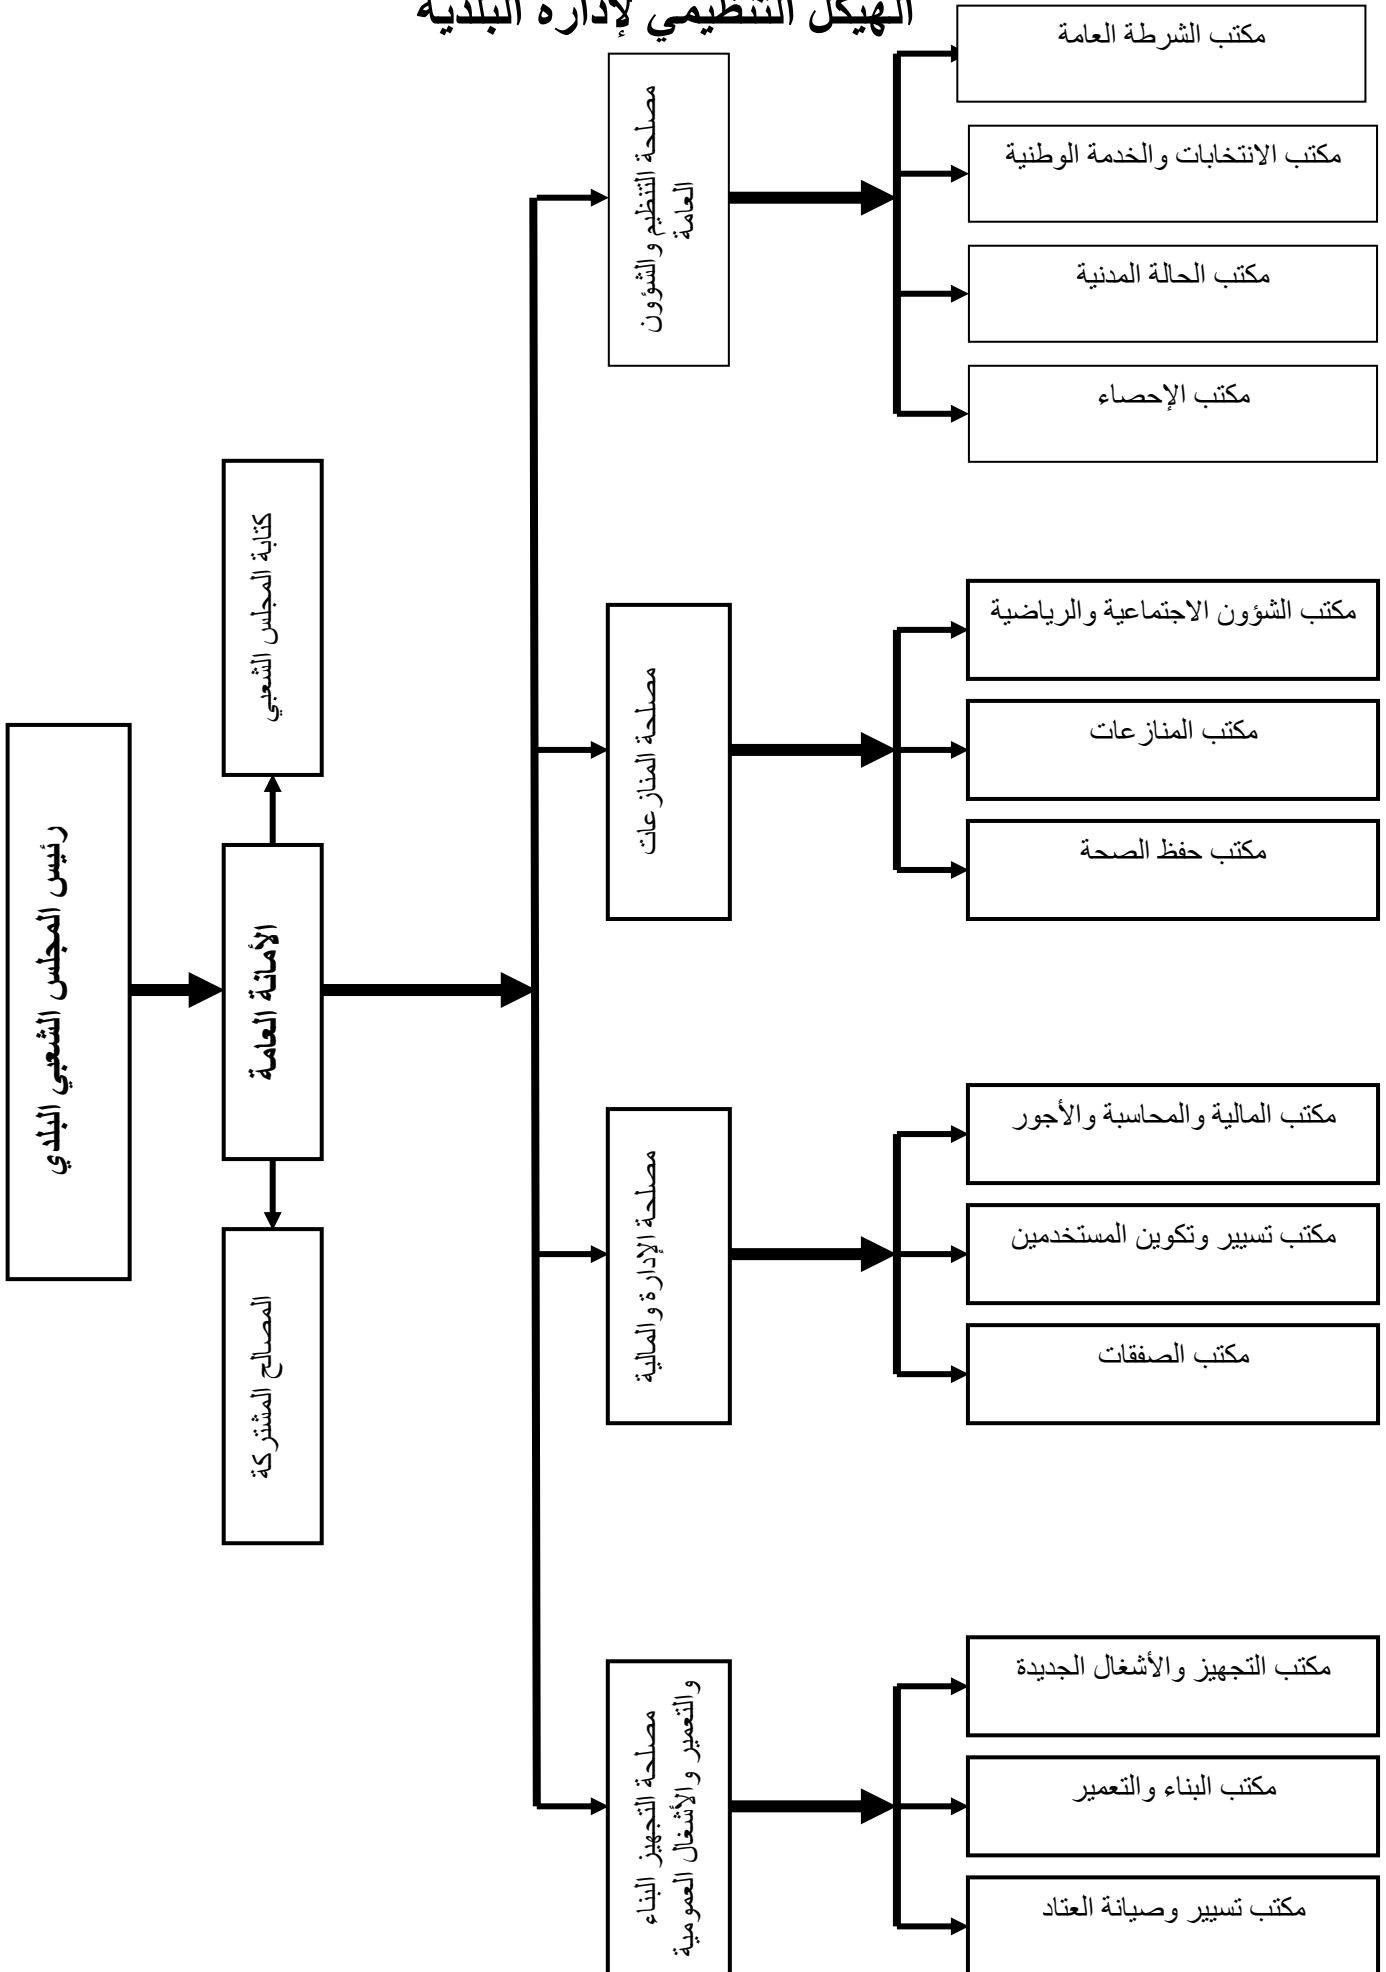 الهيكل التنظيمي لإدارة البلدية
رئيس المجلس الشعبي البلدي
كتابة المجلس الشعبي
الأمانة العامة
المصالح المشتركة
مصلحة التنظيم والشؤون
العامة
مكتب الشرطة العامة
مكتب الانتخابات والخدمة الوطنية
مكتب الحالة المدنية
مكتب الإحصاء
مصلحة المنازعات
مكتب الشؤون الاجتماعية والرياضية
مكتب المنازعات
مكتب حفظ الصحة
مصلحة الإدارة والمالية
مكتب المالية والمحاسبة والأجور
مكتب تسيير وتكوين المستخدمين
مكتب الصفقات
مصلحة التجهيز البناء
والتعمير والأشغال العمومية
مكتب التجهيز والأشغال الجديدة
مكتب البناء والتعمير
مكتب تسيير وصيانة العتاد